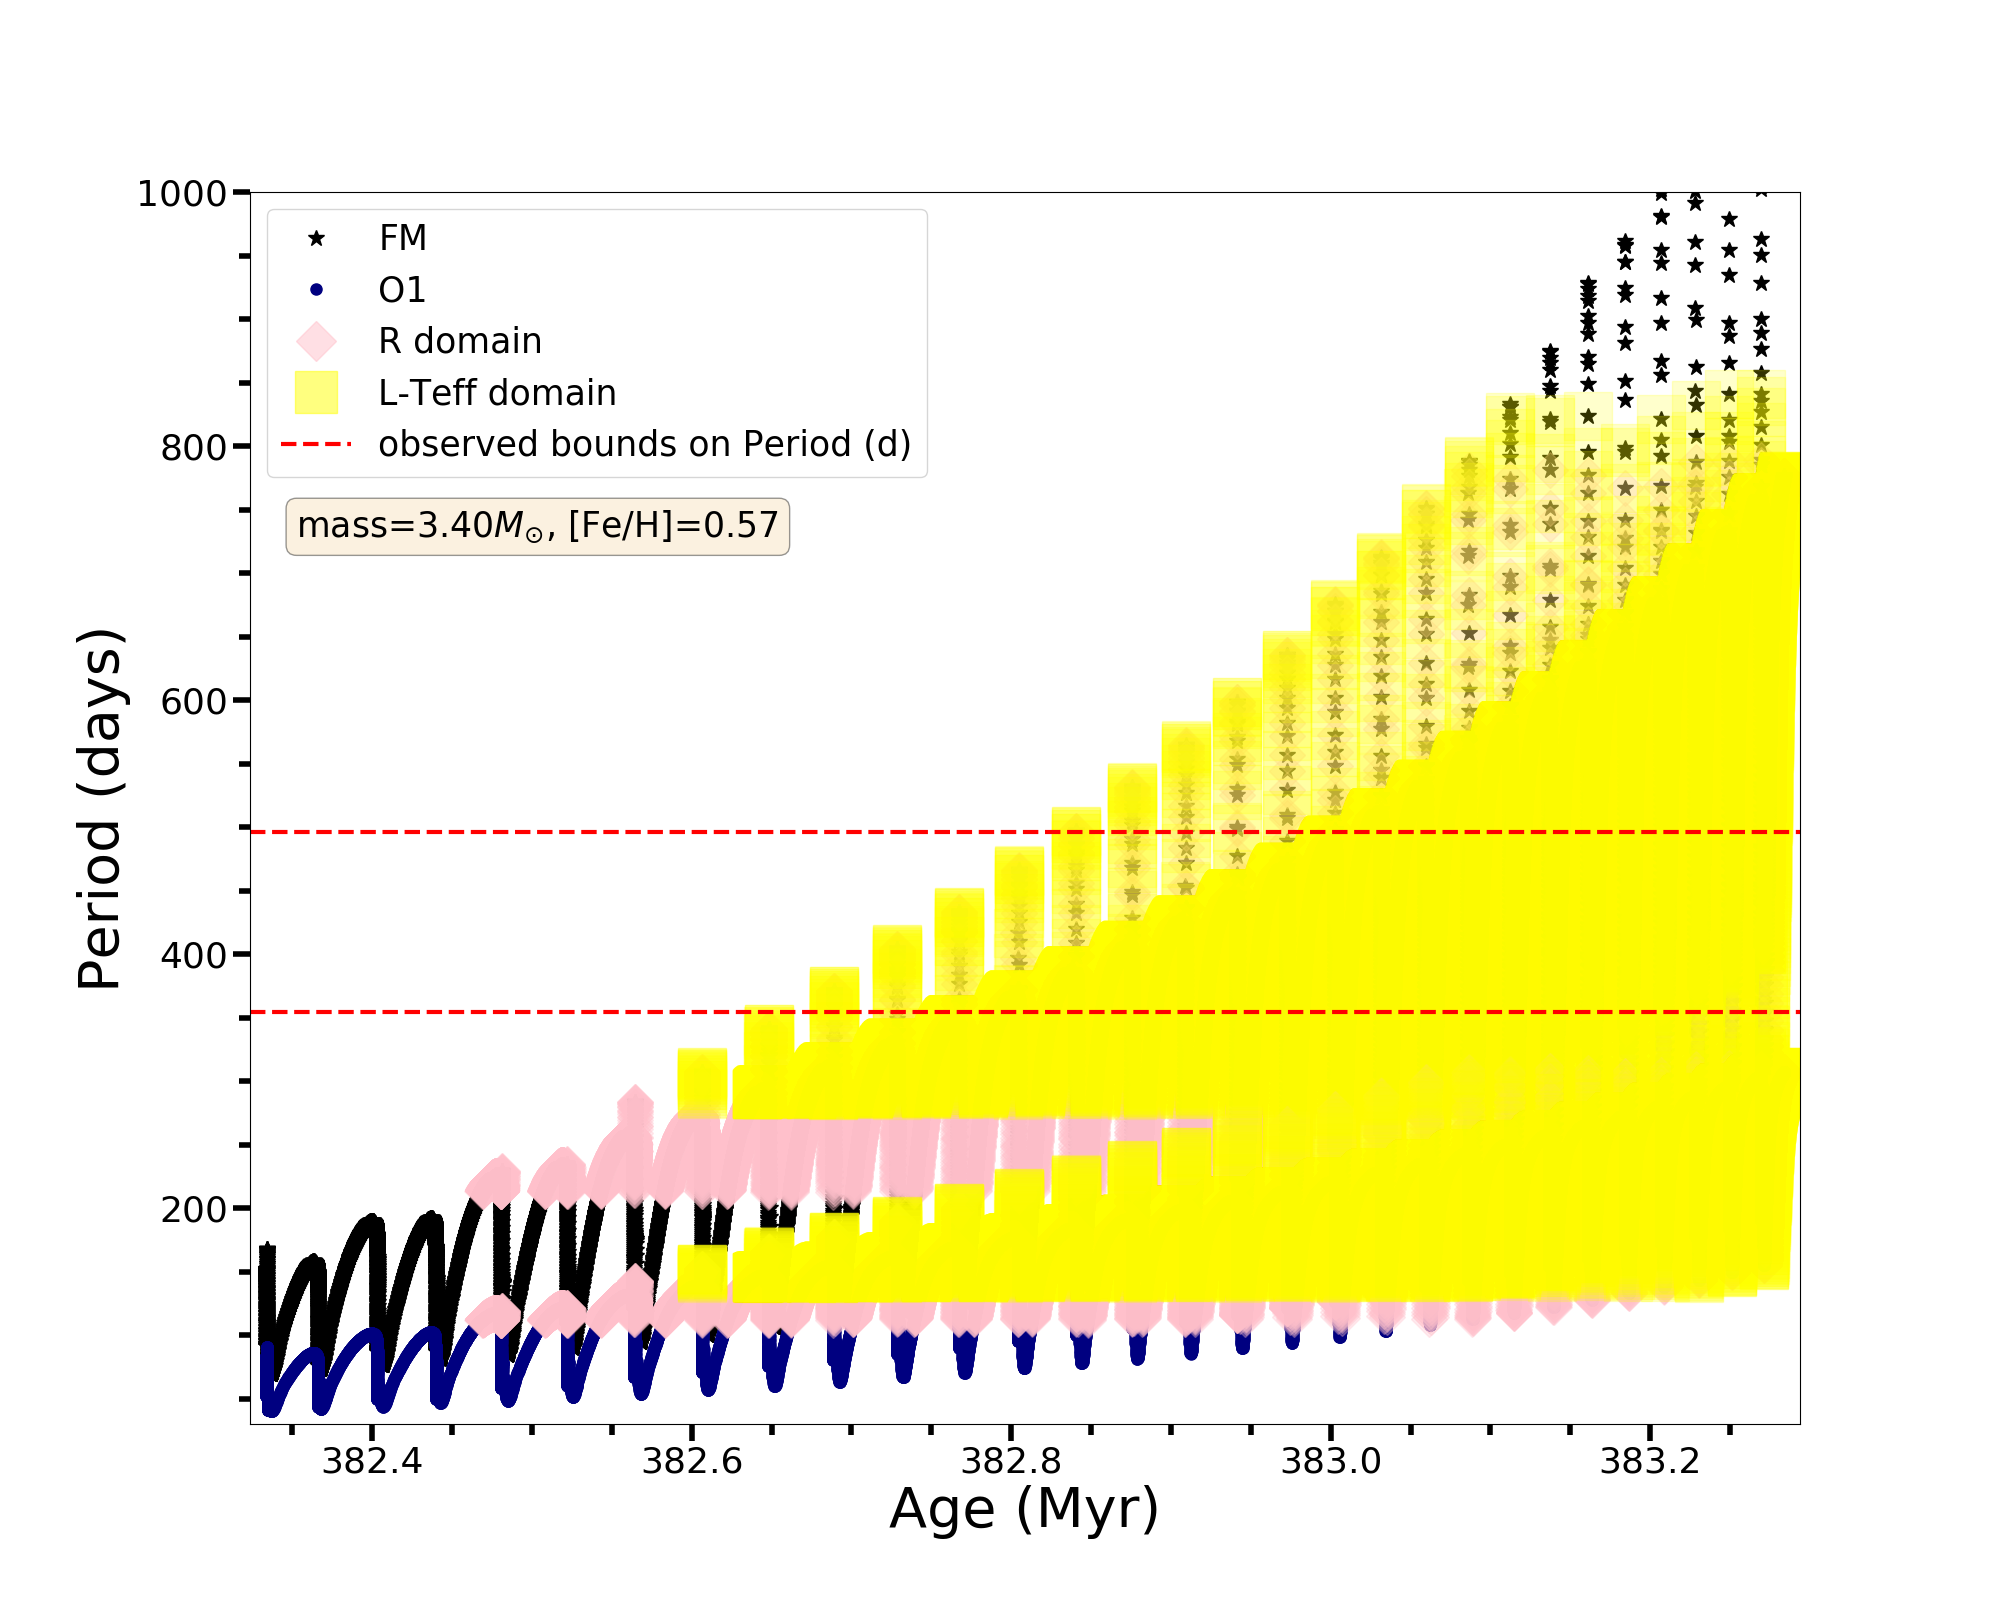 1000
800
600
400
200
Period (days)
FM
O1
R domain
L-Teff domain
observed bounds on Period (d)
mass=3.40M⊙, [Fe/H]=0.57
382.4 382.6 382.8 383.0 383.2
Age (Myr)